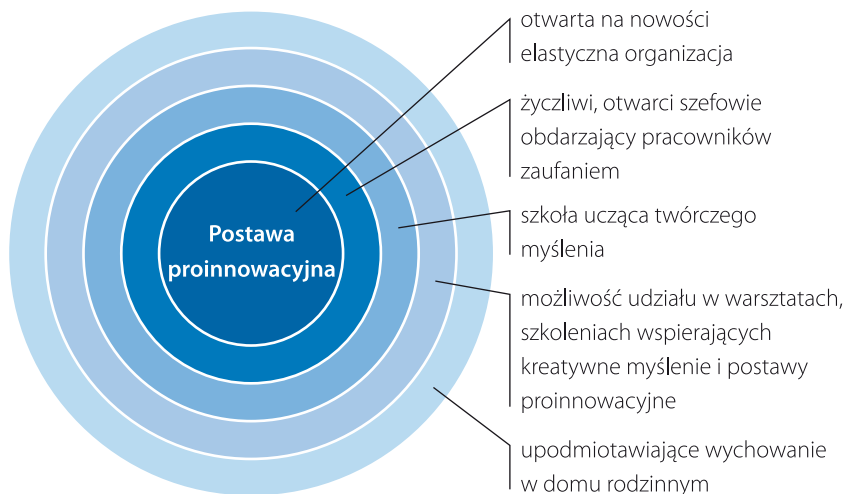 Postawa
proinnowacyjna
otwarta na nowości
elastyczna organizacja
życzliwi, otwarci szefowie
obdarzający pracowników
zaufaniem
szkoła ucząca twórczego
myślenia
możliwość udziału w warsztatach,
szkoleniach wspierających
kreatywne myślenie i postawy
proinnowacyjne
upodmiotawiające wychowanie
w domu rodzinnym